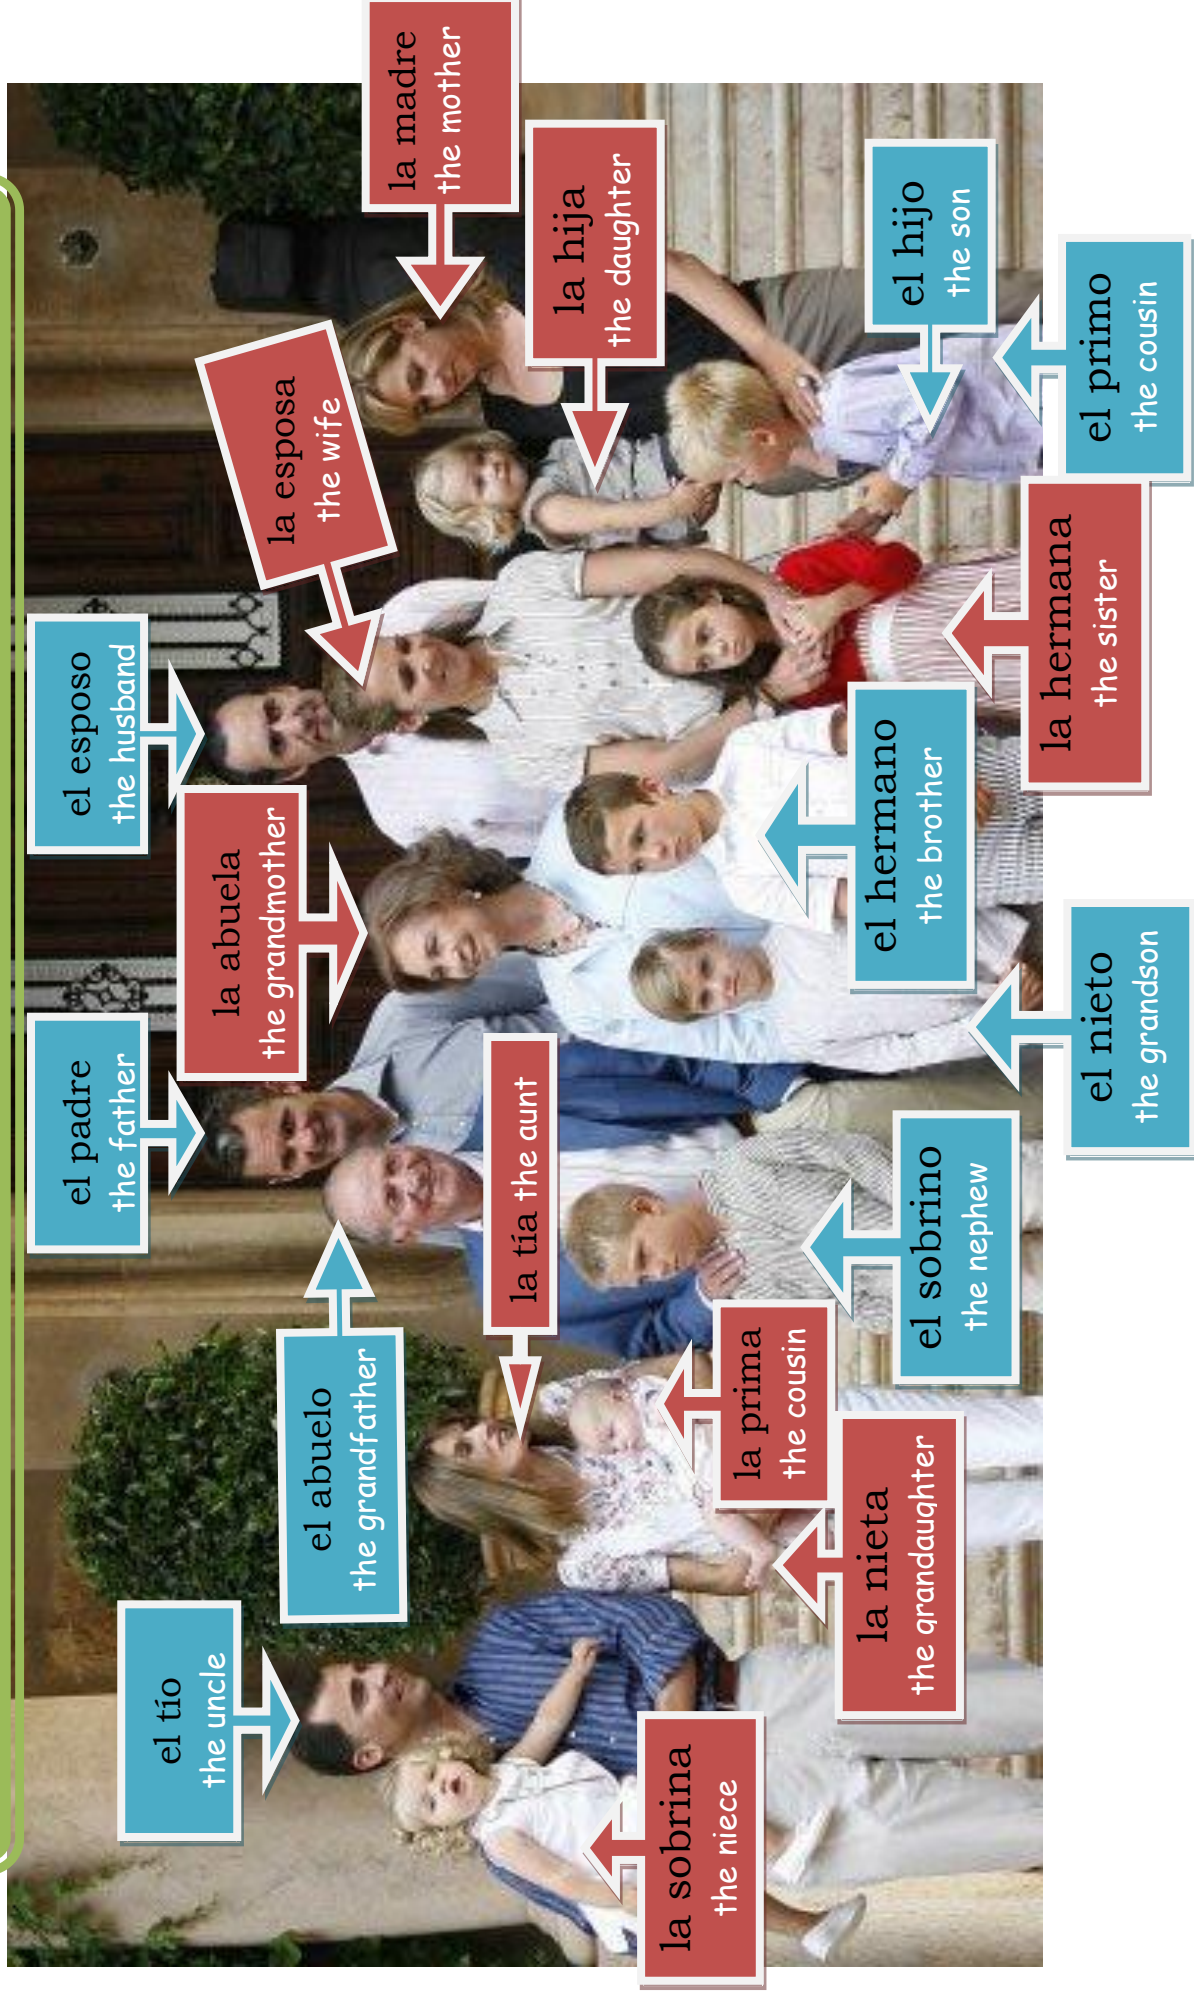 el padre
the father
el esposo
the husband
el tío
the uncle
la abuela
the grandmother
la esposa
the wife
el abuelo
the grandfather
la madre
the mother
la tía the aunt
la hija
the daughter
la sobrina
the niece
la prima
the cousin
la nieta
the grandaughter
el hermano
the brother
el hijo
the son
el sobrino
the nephew
la hermana
the sister
el nieto
the grandson
el primo
the cousin